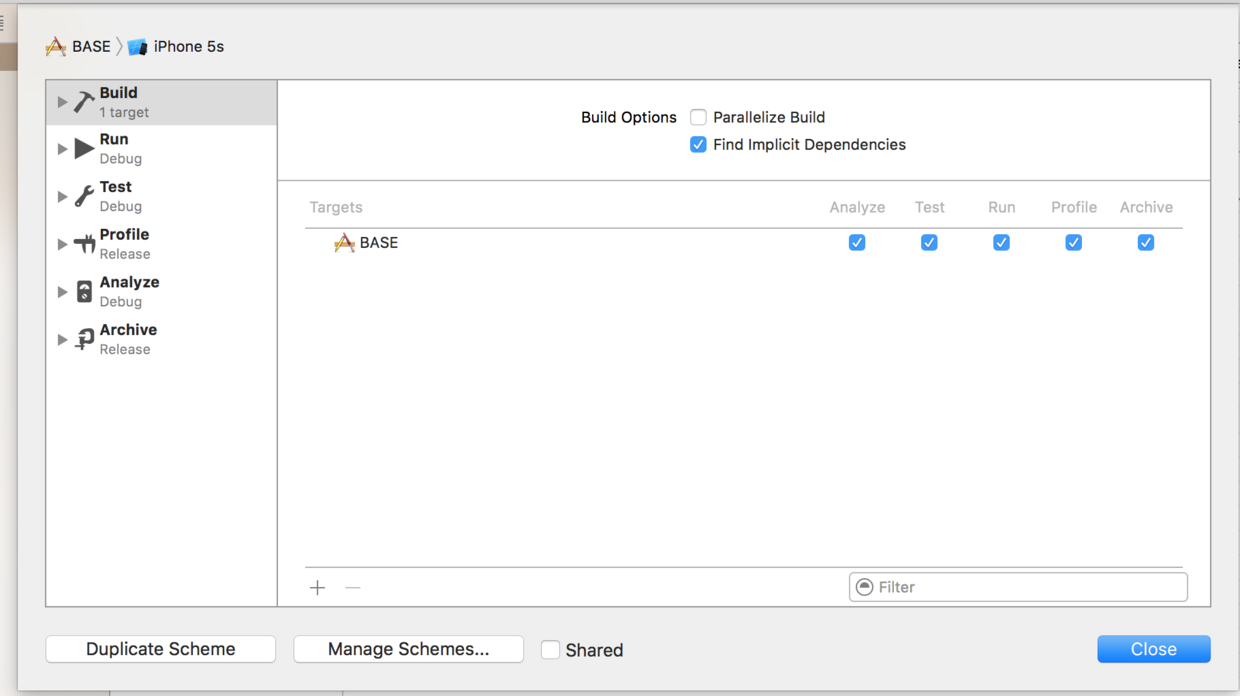 BASE iPhone 5s
Build
1 target
Run
Debug
Test
Debug
Profile
Release
Analyze
Debug
Archive
Release
Build Options Parallelize Build
Find Implicit Dependencies
Targets Analyze Test Run Profile Archive
BASE
Filter
Duplicate Scheme Manage Schemes... Shared Close